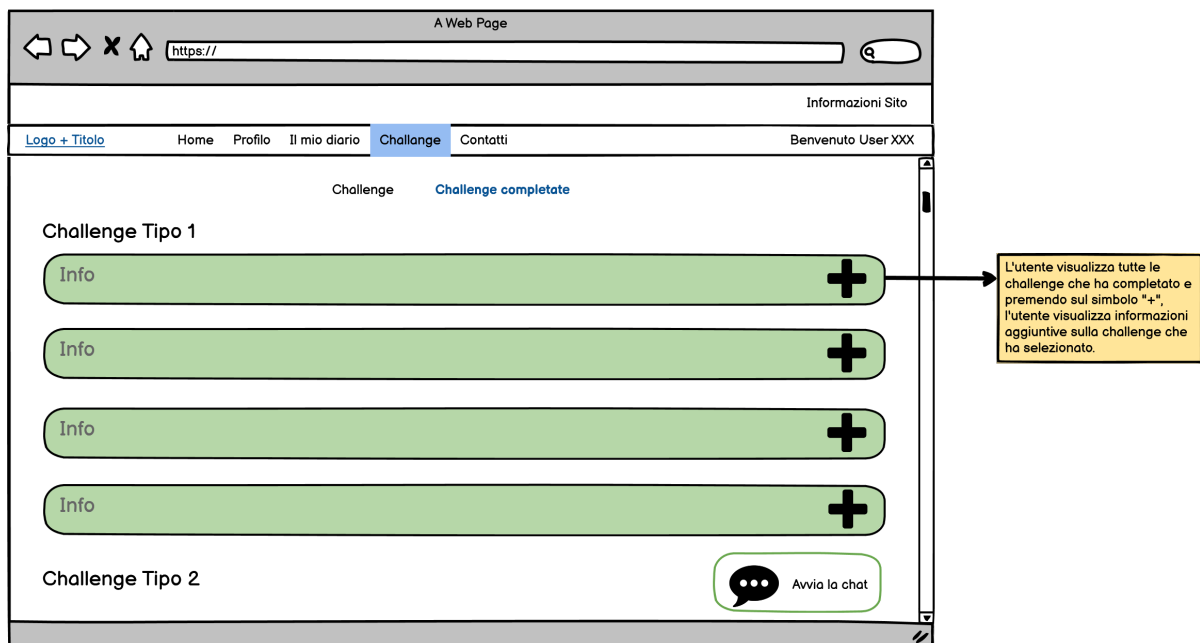 A Web Page
https://
Informazioni Sito
Logo + Titolo Home Profilo Il mio diario Challange Contatti Benvenuto User XXX
Challenge Challenge completate
Challenge Tipo 1
Info
Info
Info
Info
Challenge Tipo 2
Avvia la chat
L'utente visualizza tutte le
challenge che ha completato e
premendo sul simbolo "+",
l'utente visualizza informazioni
aggiuntive sulla challenge che
ha selezionato.